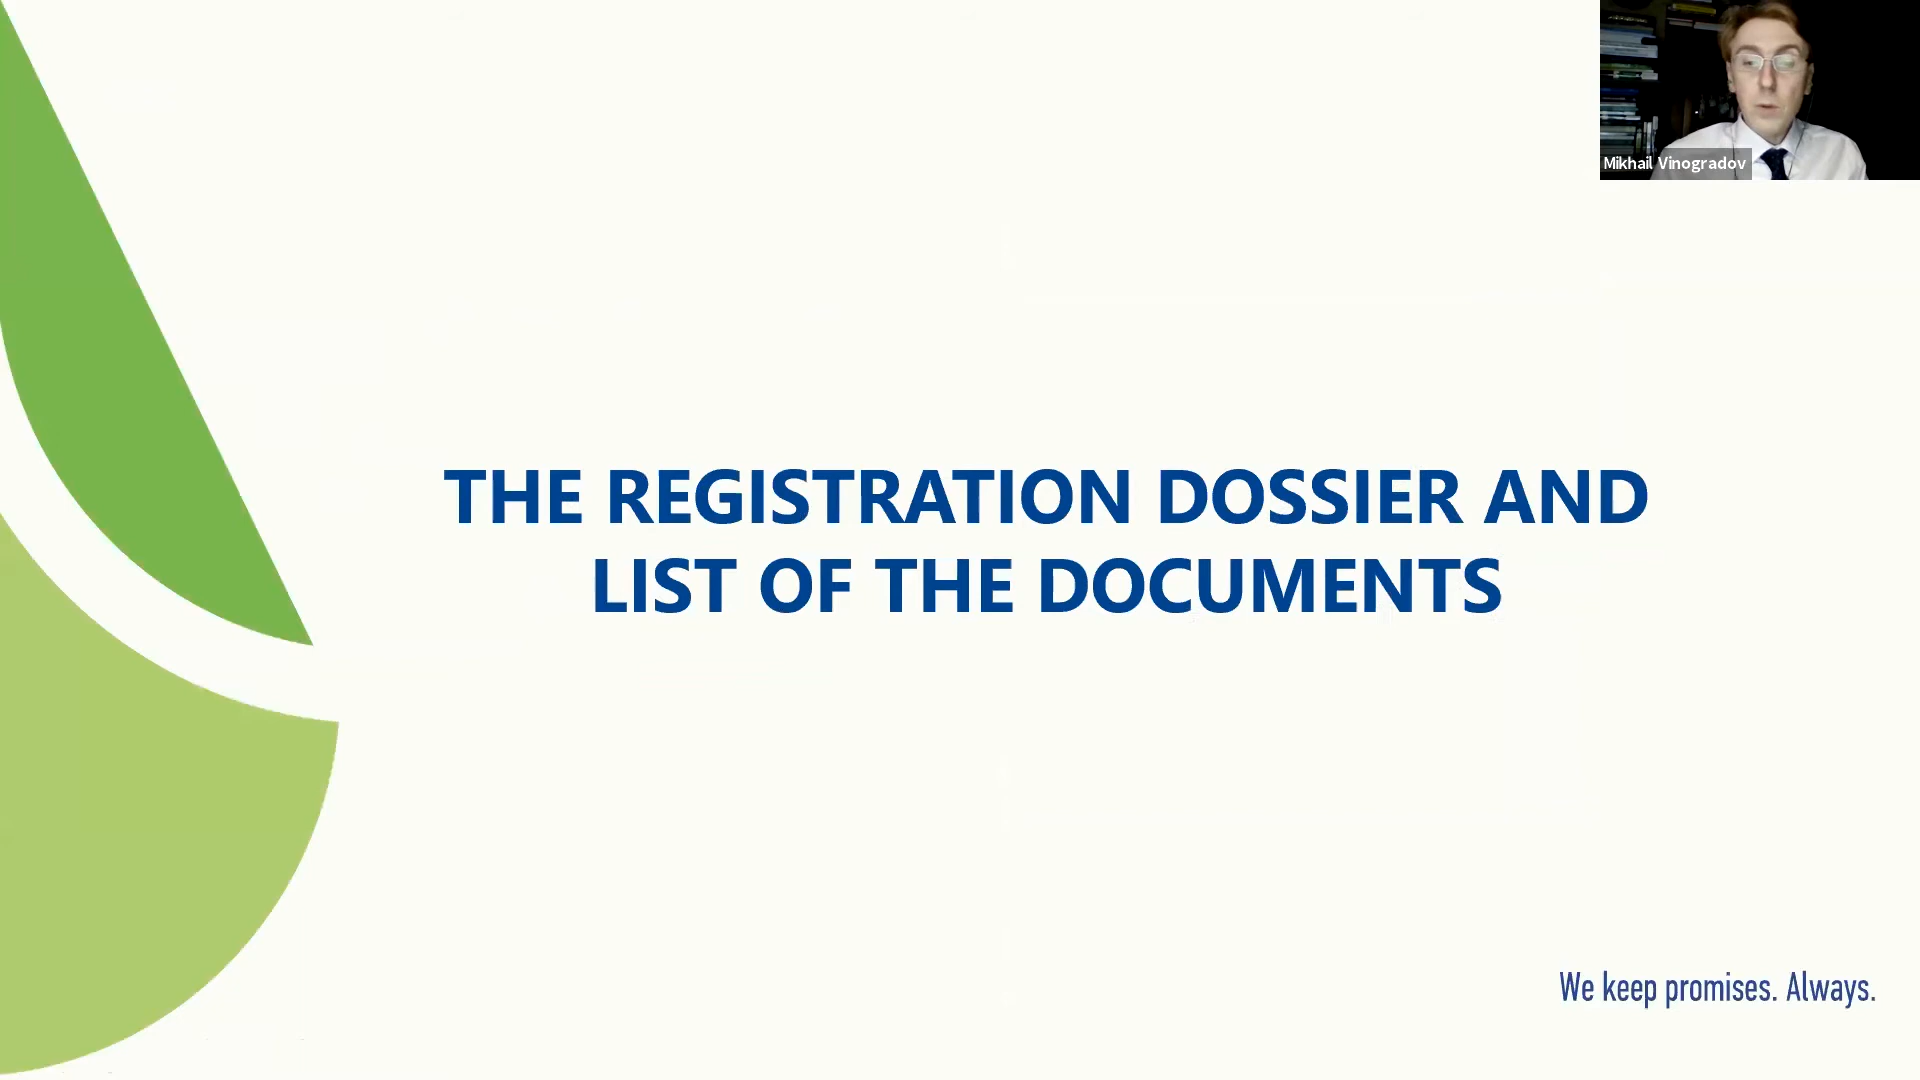 Mikhail Vinogradov
THE REGISTRATION DOSSIER AND
LIST OF THE DOCUMENTS
We keep promises. Always.